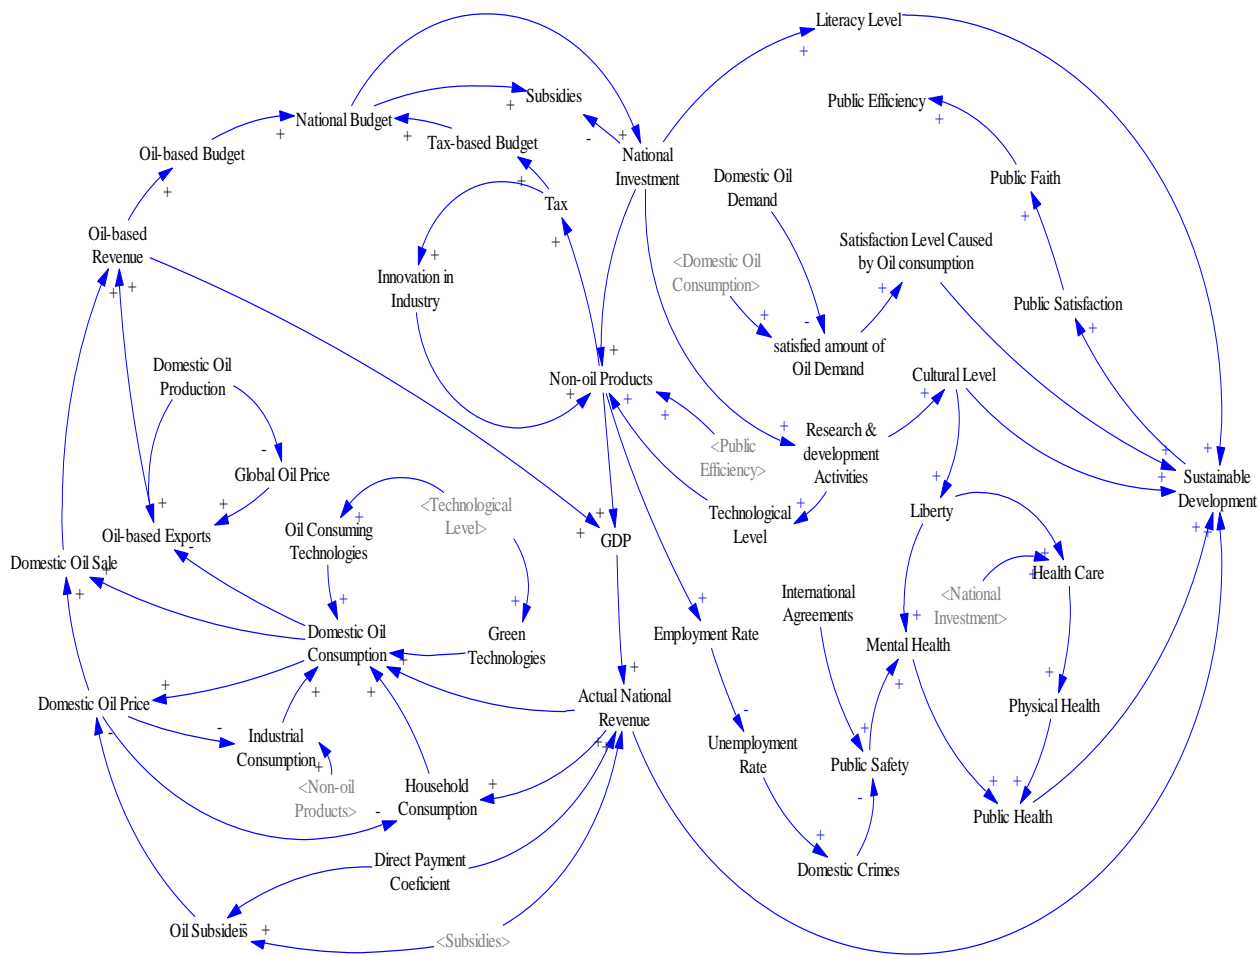 Literacy Level
Subsidies
Public Efficiency
National Budget
Tax-based Budget
Oil-based Budget
National
Investment
Domestic Oil
Demand
Public Faith
Tax
Oil-based
Revenue
Satisfaction Level Caused
by Oil consumption
<Domestic Oil
Consumption>
Innovation in
Industry
Public Satisfaction
satisfied amount of
Oil Demand
Domestic Oil
Production
Non-oil Products
Cultural Level
Research &
development
Activities
<Public
Efficiency>
Global Oil Price
Sustainable
Development
<Technological
Level>
Technological
Level
Liberty
Oil Consuming
Technologies
Oil-based Exports
GDP
Domestic Oil Sale
Health Care
International
Agreements
<National
Investment>
Domestic Oil
Consumption
Green
Technologies
Employment Rate
Mental Health
Domestic Oil Price
Actual National
Revenue
Physical Health
Industrial
Consumption
Unemployment
Rate
Public Safety
<Non-oil
Products>
Household
Consumption
Public Health
Direct Payment
Coeficient
Domestic Crimes
Oil Subsideis
<Subsidies>